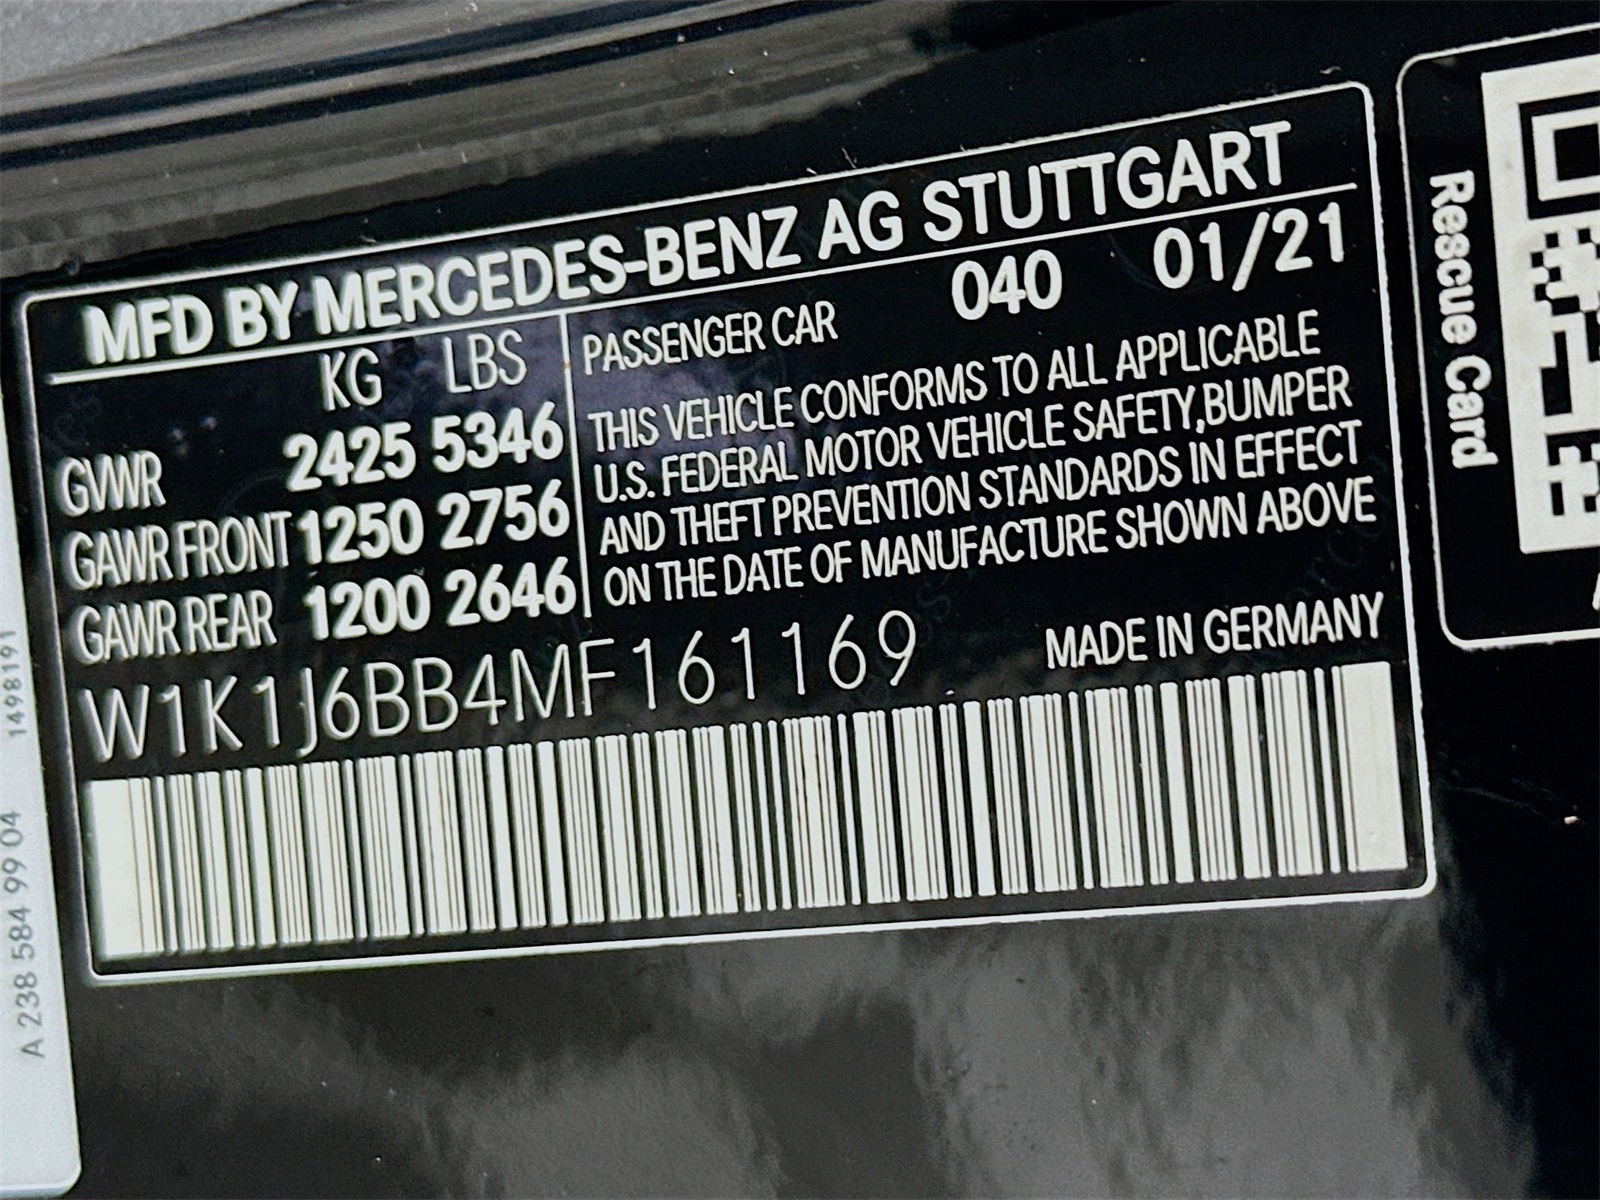 MFD BY MERCEDES-BENZ AG STUTTGART
KG LBS
GVWR 2425 5346
GAWR FRONT 1250 2756
GAWR REAR 1200 2646
PASSENGER CAR 040 01/21
THIS VEHICLE CONFORMS TO ALL APPLICABLE
U.S. FEDERAL MOTOR VEHICLE SAFETY,BUMPER
AND THEFT PREVENTION STANDARDS IN EFFECT
ON THE DATE OF MANUFACTURE SHOWN ABOVE
W1K1J6BB4MF161169
MADE IN GERMANY
Rescue Card
A 238 584 99 04 1498191